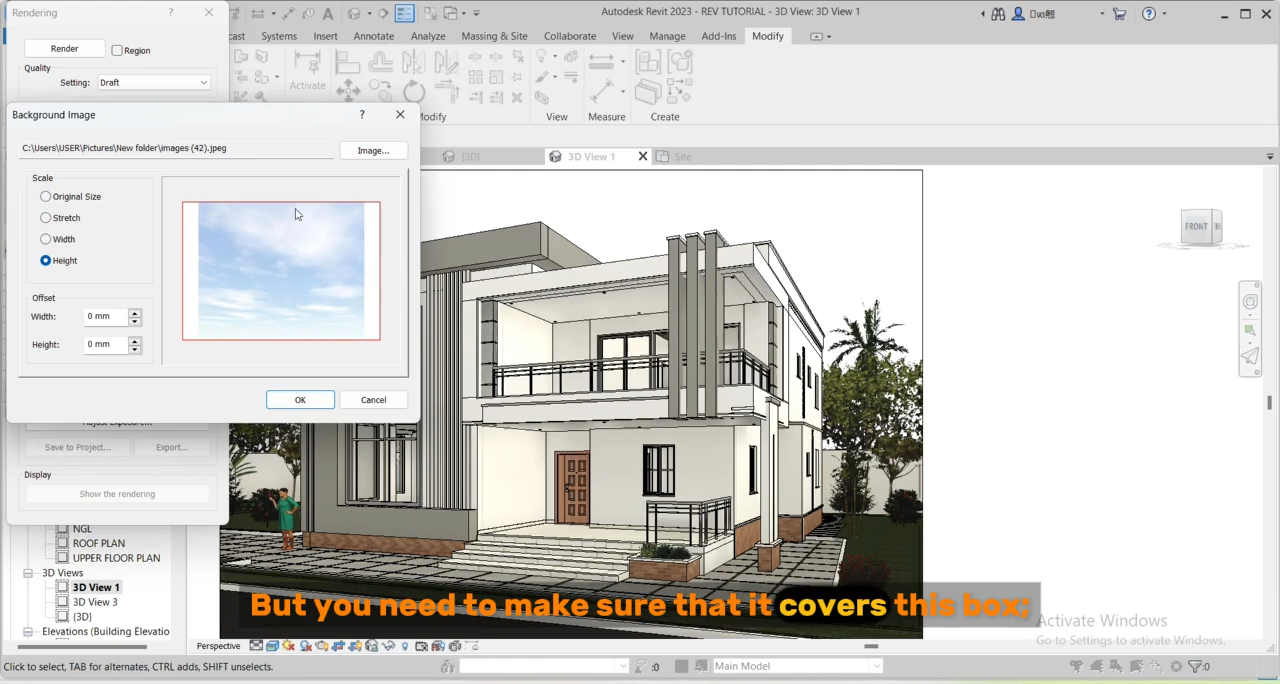 Rendering
Autodesk Revit 2023 - REV TUTORIAL - 3D View: 3D View 1
Render
Region
Quality
Setting: Draft
Systems Insert Annotate Analyze Massing & Site Collaborate View Manage Add-Ins Modify
Activate
View Measure Create
Background Image
C:\Users\USER\Pictures\New folder\images (42).jpeg
Image...
{3D} 3D View 1 Site
Scale
Original Size
Stretch
Width
Height
Offset
Width: 0 mm
Height: 0 mm
OK Cancel
FRONT
Save to Project... Export...
Display
Show the rendering
NGL
ROOF PLAN
UPPER FLOOR PLAN
3D Views
3D View 1
3D View 3
{3D}
Elevations (Building Elevatio
But you need to make sure that it covers this box;
Activate Windows
Go to Settings to activate Windows.
Perspective
Click to select, TAB for alternates, CTRL adds, SHIFT unselects.
:0
Main Model
:0